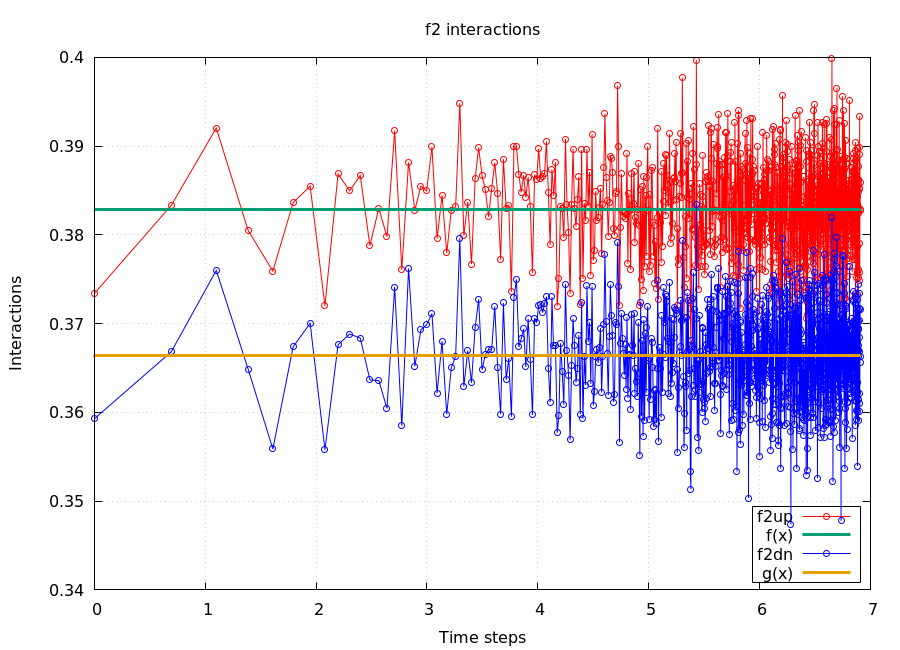 f2 interactions
0.4
0.39
0.38
0.37
0.36
0.35
0.34
Interactions
0 1 2 3 4 5 6 7
Time steps
f2up
f(x)
f2dn
g(x)